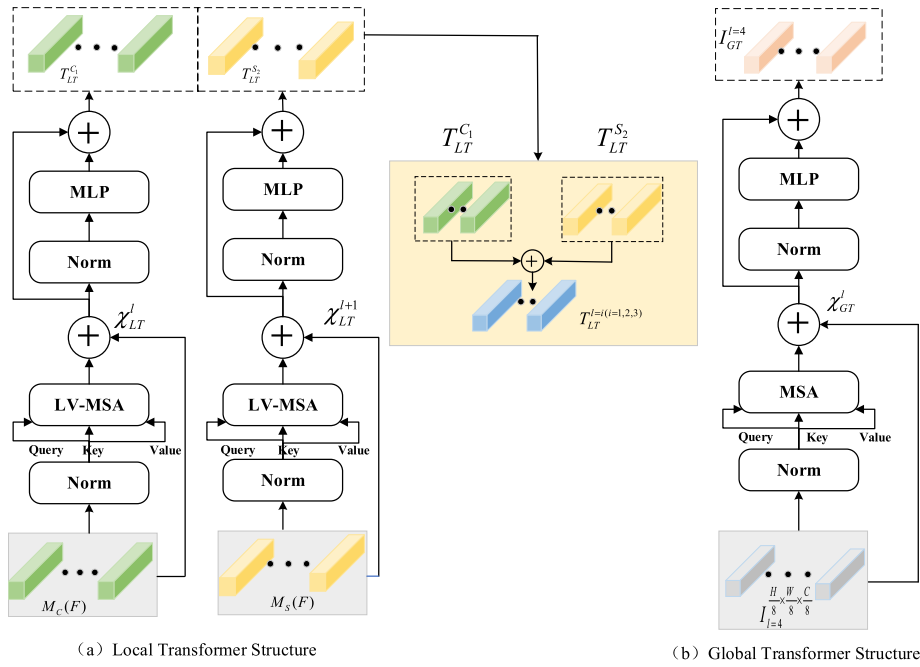 T_{LT}^{C_1}
T_{LT}^{S_2}
I_{GT}^{l=4}
+
+
+
T_{LT}^{C_1}
T_{LT}^{S_2}
MLP
MLP
MLP
Norm
Norm
Norm
+
T_{LT}^{l=i(i=1,2,3)}
χ_{LT}^{l}
χ_{LT}^{l+1}
χ_{GT}^{l}
+
+
+
LV-MSA
LV-MSA
MSA
Query Key Value
Query Key Value
Query Key Value
Norm
Norm
Norm
M_C(F)
M_S(F)
I_{l=4}^{\frac{H}{8}×\frac{W}{8}×\frac{C}{8}}
（a）Local Transformer Structure
（b）Global Transformer Structure